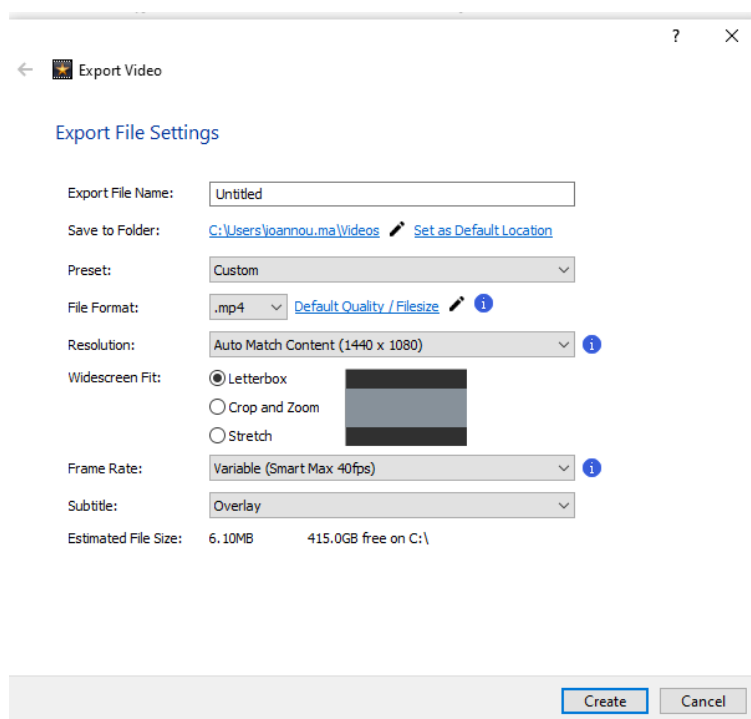 ?
Export Video
Export File Settings
Export File Name: Untitled
Save to Folder: C:\Users\joannou.ma\Videos Set as Default Location
Preset: Custom
File Format: .mp4 Default Quality / Filesize i
Resolution: Auto Match Content (1440 x 1080) i
Widescreen Fit: Letterbox
Crop and Zoom
Stretch
Frame Rate: Variable (Smart Max 40fps) i
Subtitle: Overlay
Estimated File Size: 6.10MB 415.0GB free on C:\
Create Cancel